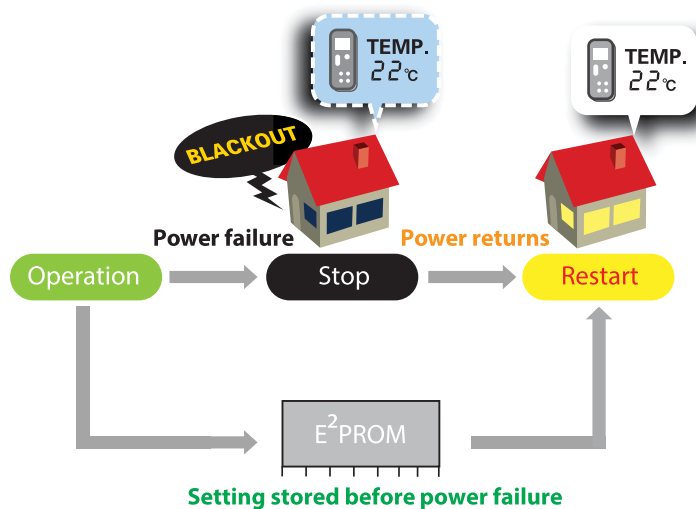 TEMP.
22°C
TEMP.
22°C
BLACKOUT
Power failure
Power returns
Operation
Stop
Restart
E²PROM
Setting stored before power failure